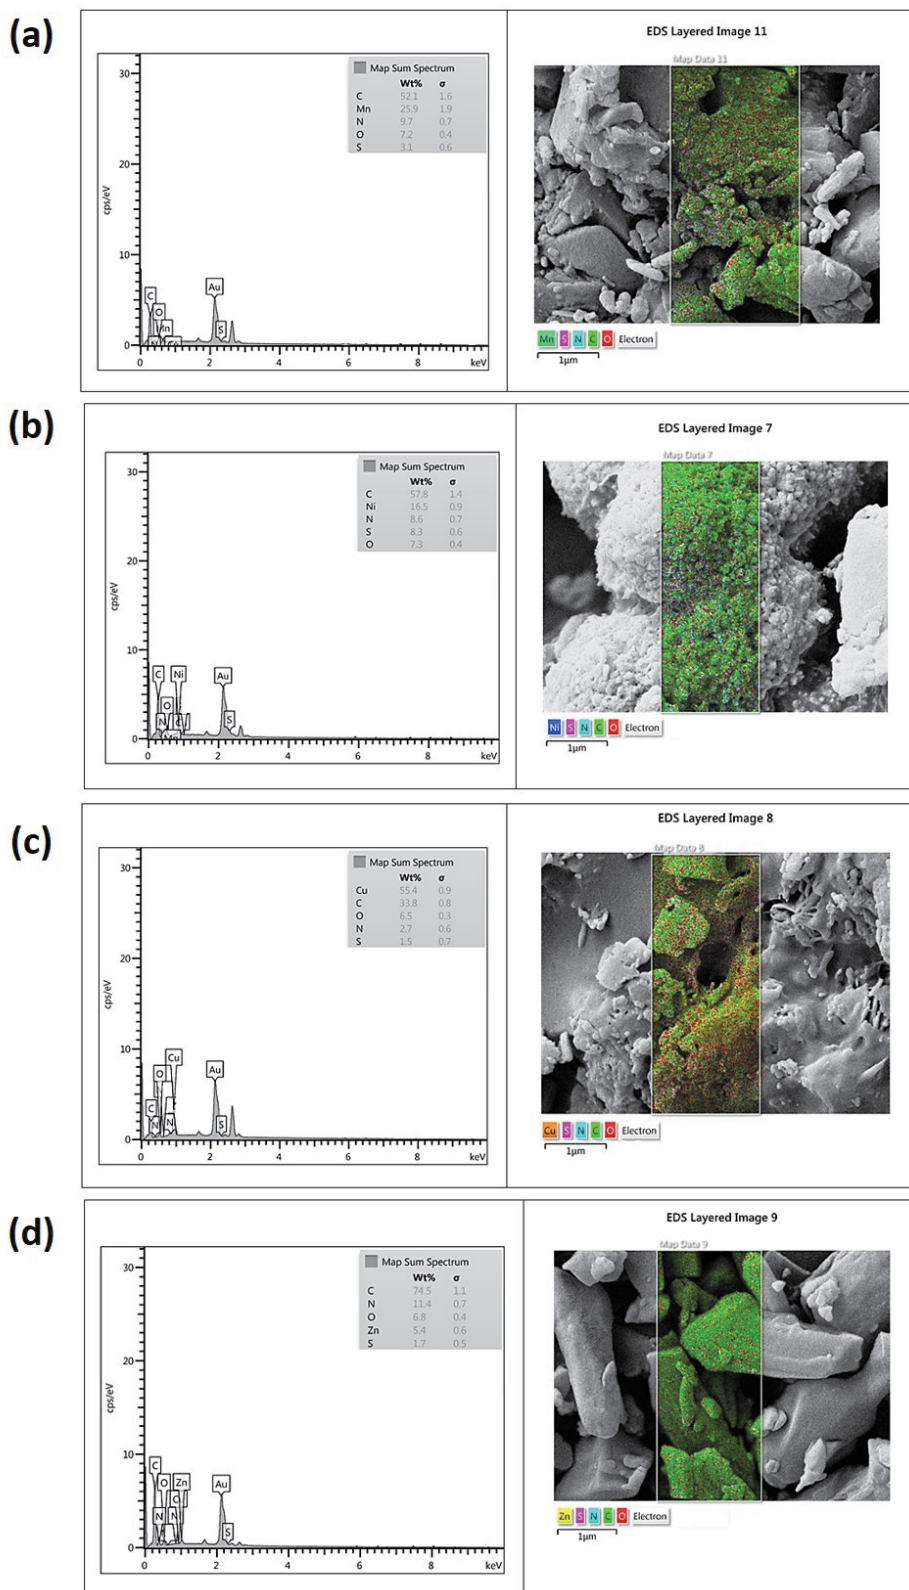 (a)
EDS Layered Image 11
Map Data 11
Map Sum Spectrum
Wt% σ
C 52.1 1.6
Mn 25.9 1.9
N 9.7 0.7
O 7.2 0.4
S 3.1 0.6
cps/eV
30
20
10
0
C
O
Au
S
0 2 4 6 8 keV
Mn S N C O Electron
1µm
(b)
EDS Layered Image 7
Map Data 7
Map Sum Spectrum
Wt% σ
C 57.8 1.4
Ni 16.5 0.9
N 8.6 0.7
S 8.3 0.6
O 7.3 0.4
cps/eV
30
20
10
0
C Ni
O
N
Au
S
0 2 4 6 8 keV
Ni S N C O Electron
1µm
(c)
EDS Layered Image 8
Map Data 8
Map Sum Spectrum
Wt% σ
Cu 55.4 0.9
C 33.8 0.8
O 6.5 0.3
N 2.7 0.6
S 1.5 0.7
cps/eV
30
20
10
0
Cu
O
C
N N
Au
S
0 2 4 6 8 keV
Cu S N C O Electron
1µm
(d)
EDS Layered Image 9
Map Data 9
Map Sum Spectrum
Wt% σ
C 74.5 1.1
N 11.4 0.7
O 6.8 0.4
Zn 5.4 0.6
S 1.7 0.5
cps/eV
30
20
10
0
C
O Zn
C
N N
Au
S
0 2 4 6 8 keV
Zn S N C O Electron
1µm